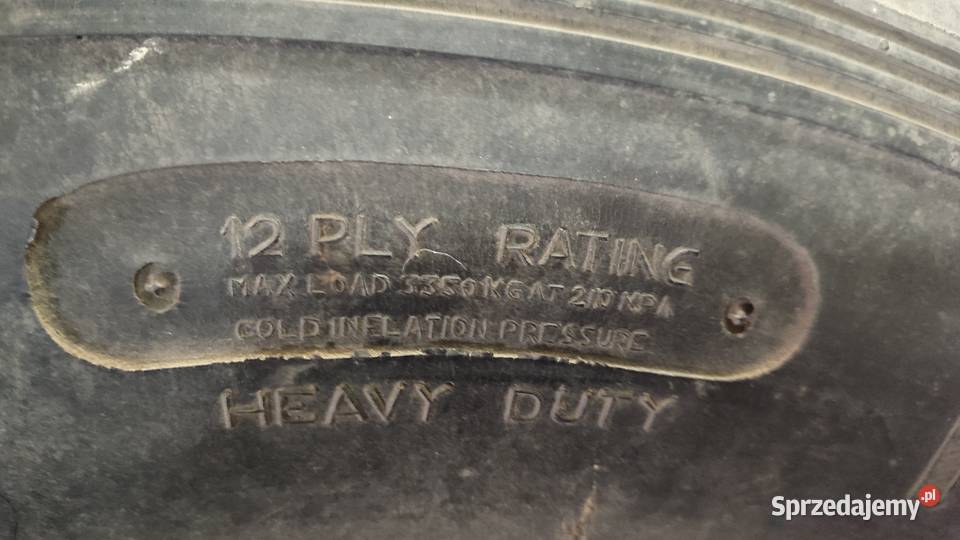 12 PLY RATING
MAX LOAD 3350 KG AT 210 KPA
COLD INFLATION PRESSURE
HEAVY DUTY
Sprzedajemy.pl